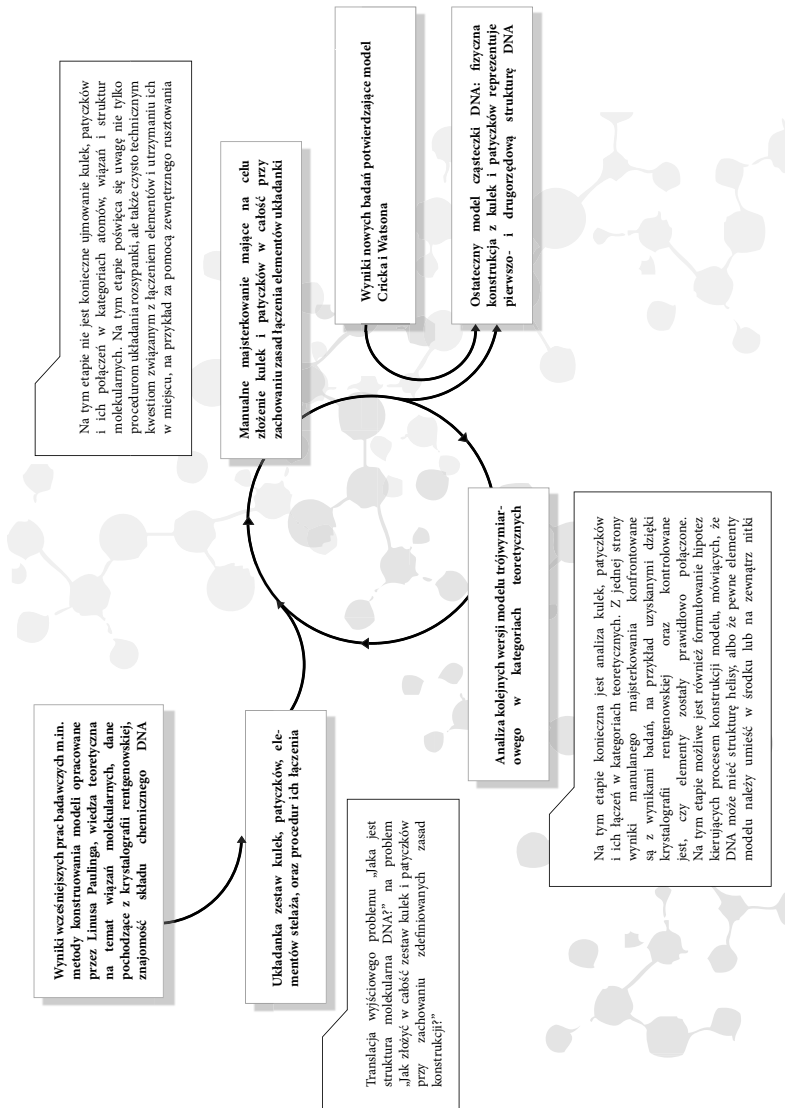 Wyniki wcześniejszych prac badawczych m.in.
metody konstruowania modeli opracowane
przez Linusa Paulinga, wiedza teoretyczna
na temat wiązań molekularnych, dane
pochodzące z krystalografii rentgenowskiej,
znajomość składu chemicznego DNA
Układanka zestaw kulek, patyczków, ele-
mentów stelaża, oraz procedur ich łączenia
Translacja wyjściowego problemu „Jaka jest
struktura molekularna DNA?” na problem
„Jak złożyć w całość zestaw kulek i patyczków
przy zachowaniu zdefiniowanych zasad
konstrukcji?”
Na tym etapie nie jest konieczne ujmowanie kulek, patyczków
i ich połączeń w kategoriach atomów, wiązań i struktur
molekularnych. Na tym etapie poświęca się uwagę nie tylko
procedurom układania rozsypanki, ale także czysto technicznym
kwestiom związanym z łączeniem elementów i utrzymaniu ich
w miejscu, na przykład za pomocą zewnętrznego rusztowania
Manualne majsterkowanie mające na celu
złożenie kulek i patyczków w całość przy
zachowaniu zasad łączenia elementów układanki
Wyniki nowych badań potwierdzające model
Cricka i Watsona
Ostateczny model cząsteczki DNA: fizyczna
konstrukcja z kulek i patyczków reprezentuje
pierwszo- i drugorzędową strukturę DNA
Analiza kolejnych wersji modelu trójwymiar-
owego w kategoriach teoretycznych
Na tym etapie konieczna jest analiza kulek, patyczków
i ich łączeń w kategoriach teoretycznych. Z jednej strony
wyniki manulanego majsterkowania konfrontowane
są z wynikami badań, na przykład uzyskanymi dzięki
krystalografii rentgenowskiej oraz kontrolowane
jest, czy elementy zostały prawidłowo połączone.
Na tym etapie możliwe jest również formułowanie hipotez
kierujących procesem konstrukcji modelu, mówiących, że
DNA może mieć strukturę helisy, albo że pewne elementy
modelu należy umieść w środku lub na zewnątrz nitki